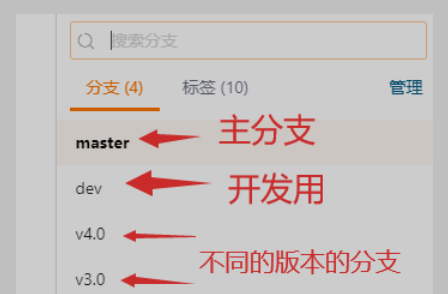 搜索分支
分支 (4) 标签 (10) 管理
master 主分支
dev 开发用
v4.0
不同的版本的分支
v3.0